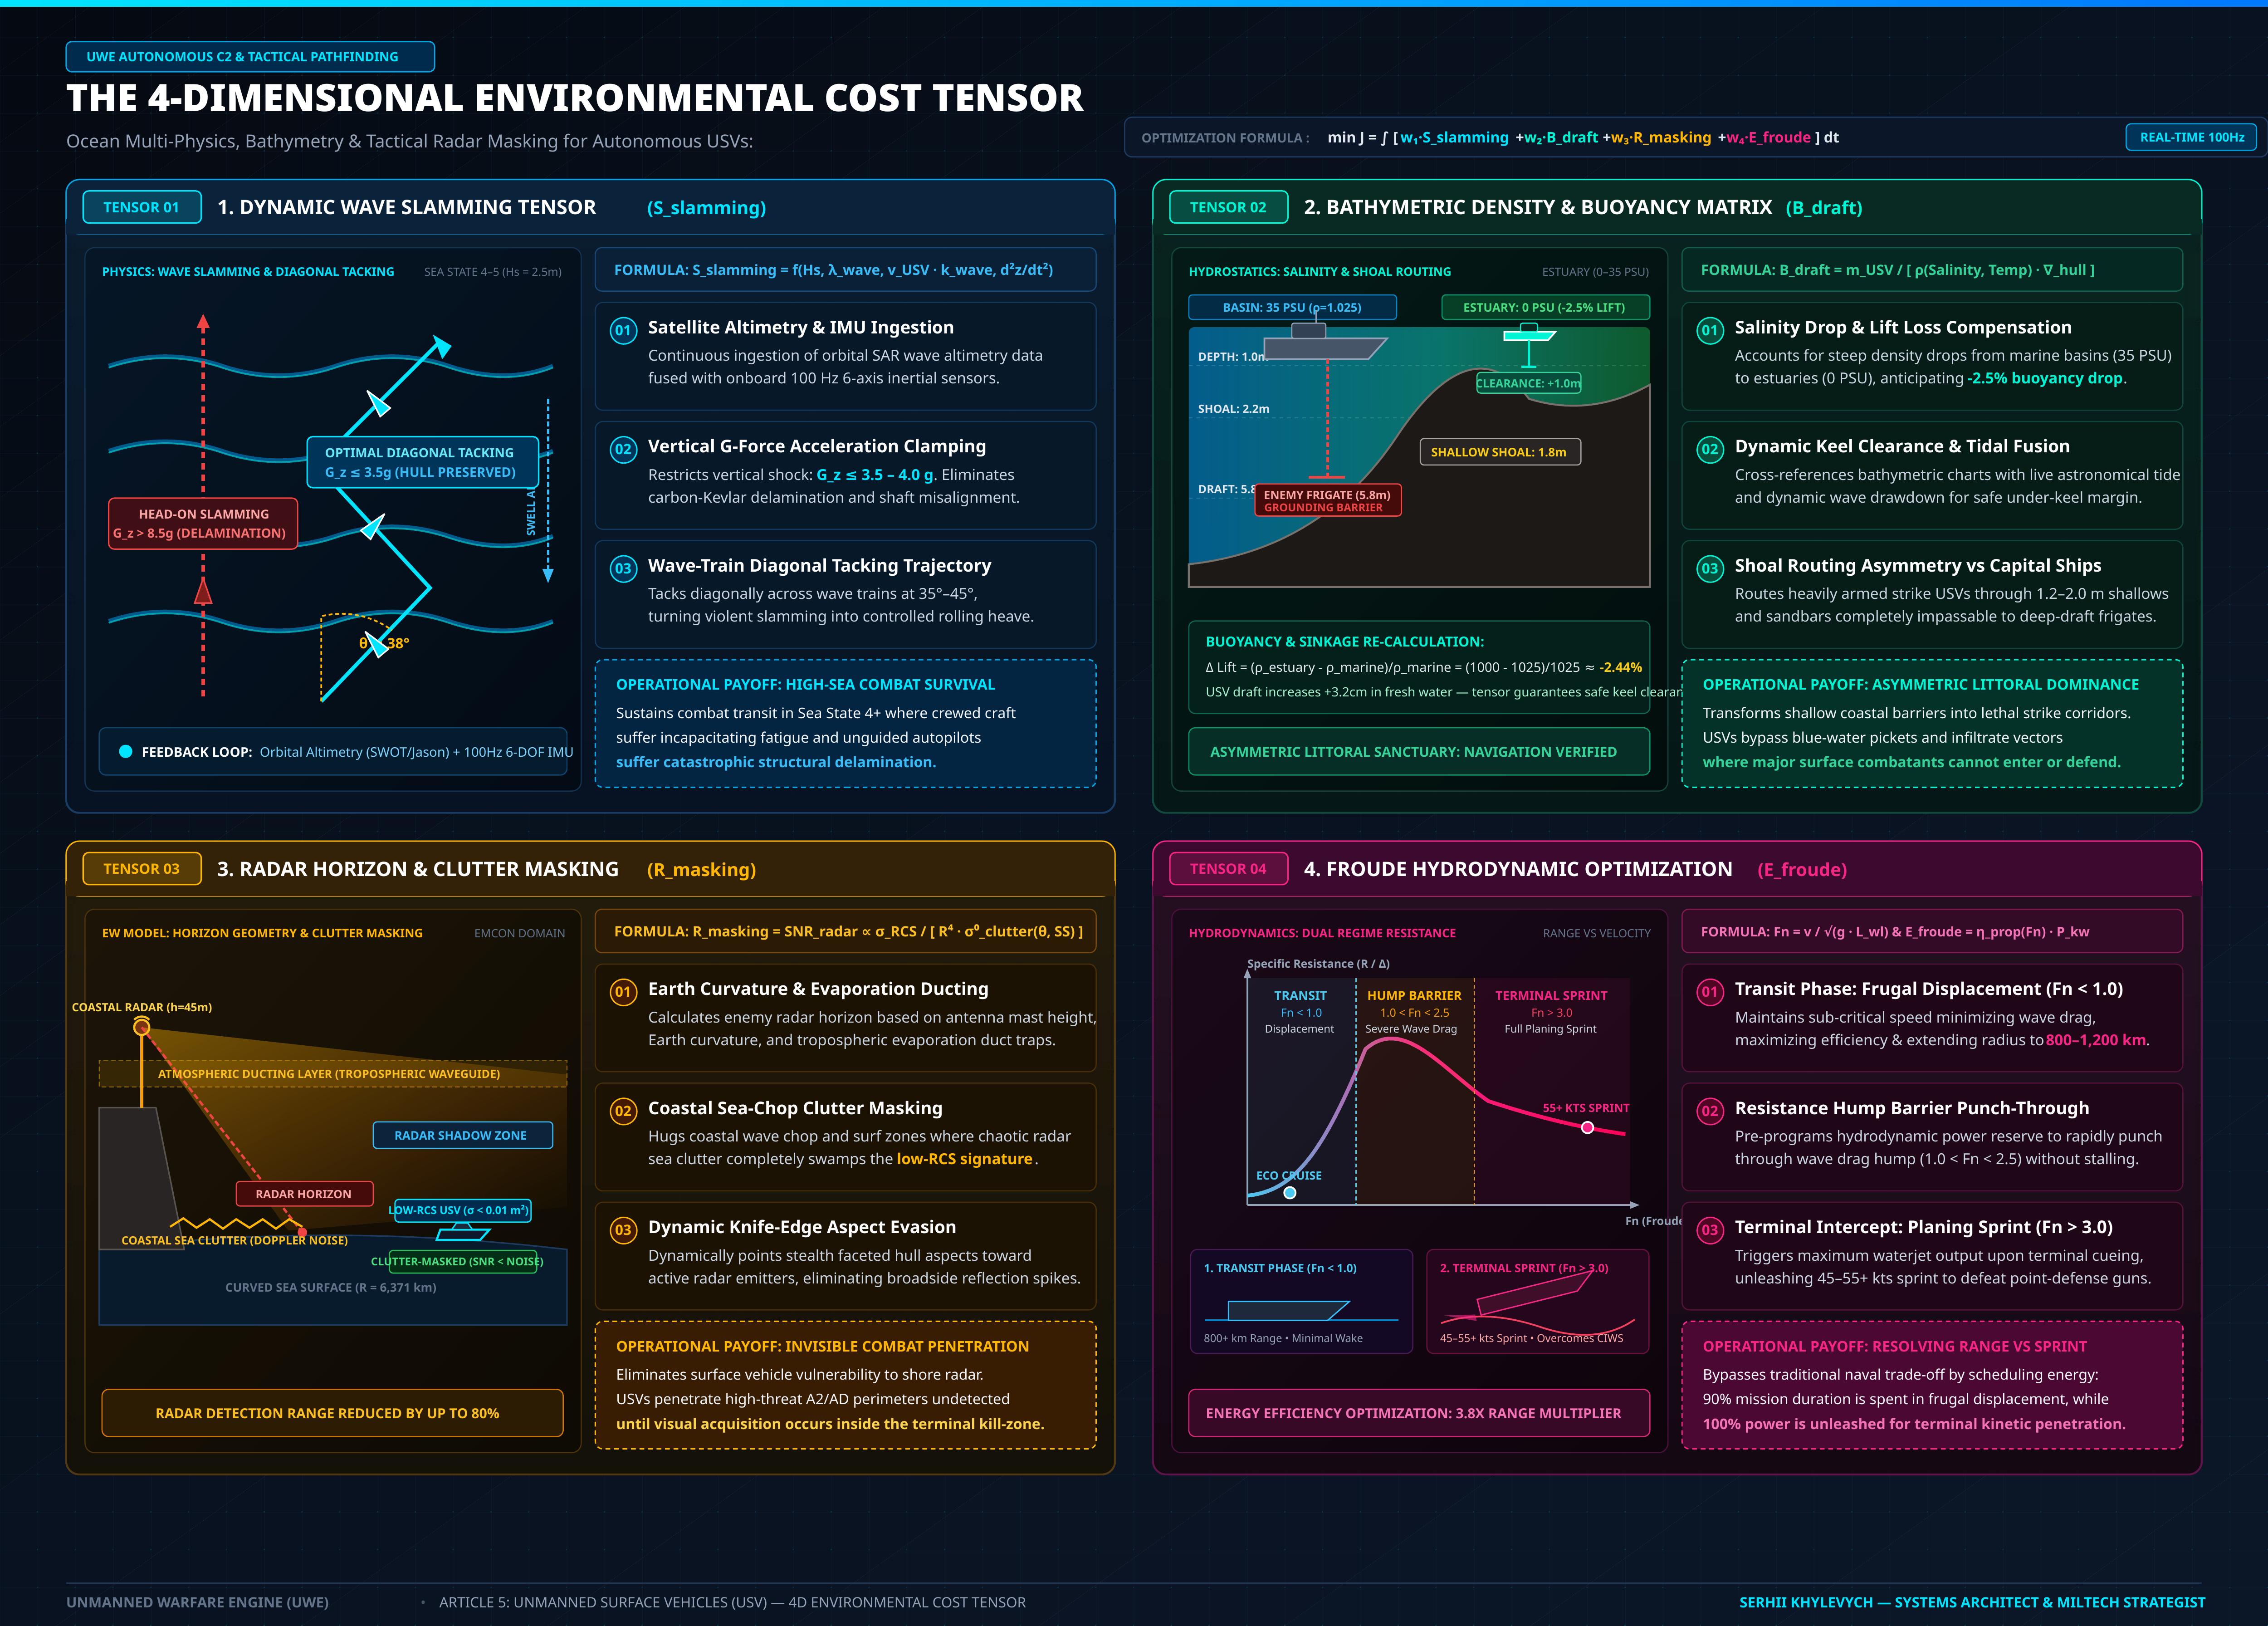 UWE AUTONOMOUS C2 & TACTICAL PATHFINDING
THE 4-DIMENSIONAL ENVIRONMENTAL COST TENSOR
Ocean Multi-Physics, Bathymetry & Tactical Radar Masking for Autonomous USVs:
OPTIMIZATION FORMULA : min J = ∫ [ w₁·S_slamming +w₂·B_draft +w₃·R_masking +w₄·E_froude ] dt
REAL-TIME 100Hz
TENSOR 01
1. DYNAMIC WAVE SLAMMING TENSOR (S_slamming)
PHYSICS: WAVE SLAMMING & DIAGONAL TACKING
SEA STATE 4–5 (Hs = 2.5m)
OPTIMAL DIAGONAL TACKING
G_z ≤ 3.5g (HULL PRESERVED)
SWELL
HEAD-ON SLAMMING
G_z > 8.5g (DELAMINATION)
θ 38°
FEEDBACK LOOP: Orbital Altimetry (SWOT/Jason) + 100Hz 6-DOF IMU
FORMULA: S_slamming = f(Hs, λ_wave, v_USV · k_wave, d²z/dt²)
01
Satellite Altimetry & IMU Ingestion
Continuous ingestion of orbital SAR wave altimetry data
fused with onboard 100 Hz 6-axis inertial sensors.
02
Vertical G-Force Acceleration Clamping
Restricts vertical shock: G_z ≤ 3.5 – 4.0 g. Eliminates
carbon-Kevlar delamination and shaft misalignment.
03
Wave-Train Diagonal Tacking Trajectory
Tacks diagonally across wave trains at 35°–45°,
turning violent slamming into controlled rolling heave.
OPERATIONAL PAYOFF: HIGH-SEA COMBAT SURVIVAL
Sustains combat transit in Sea State 4+ where crewed craft
suffer incapacitating fatigue and unguided autopilots
suffer catastrophic structural delamination.
TENSOR 02
2. BATHYMETRIC DENSITY & BUOYANCY MATRIX (B_draft)
HYDROSTATICS: SALINITY & SHOAL ROUTING
ESTUARY (0–35 PSU)
BASIN: 35 PSU (ρ=1.025)
ESTUARY: 0 PSU (-2.5% LIFT)
DEPTH: 1.0m
CLEARANCE: +1.0m
SHOAL: 2.2m
SHALLOW SHOAL: 1.8m
DRAFT: 5.8
ENEMY FRIGATE (5.8m)
GROUNDING BARRIER
BUOYANCY & SINKAGE RE-CALCULATION:
Δ Lift = (ρ_estuary - ρ_marine)/ρ_marine = (1000 - 1025)/1025 ≈ -2.44%
USV draft increases +3.2cm in fresh water — tensor guarantees safe keel clearan
ASYMMETRIC LITTORAL SANCTUARY: NAVIGATION VERIFIED
FORMULA: B_draft = m_USV / [ ρ(Salinity, Temp) · ∇_hull ]
01
Salinity Drop & Lift Loss Compensation
Accounts for steep density drops from marine basins (35 PSU)
to estuaries (0 PSU), anticipating -2.5% buoyancy drop.
02
Dynamic Keel Clearance & Tidal Fusion
Cross-references bathymetric charts with live astronomical tide
and dynamic wave drawdown for safe under-keel margin.
03
Shoal Routing Asymmetry vs Capital Ships
Routes heavily armed strike USVs through 1.2–2.0 m shallows
and sandbars completely impassable to deep-draft frigates.
OPERATIONAL PAYOFF: ASYMMETRIC LITTORAL DOMINANCE
Transforms shallow coastal barriers into lethal strike corridors.
USVs bypass blue-water pickets and infiltrate vectors
where major surface combatants cannot enter or defend.
TENSOR 03
3. RADAR HORIZON & CLUTTER MASKING (R_masking)
EW MODEL: HORIZON GEOMETRY & CLUTTER MASKING
EMCON DOMAIN
COASTAL RADAR (h=45m)
ATMOSPHERIC DUCTING LAYER (TROPOSPHERIC WAVEGUIDE)
RADAR SHADOW ZONE
RADAR HORIZON
LOW-RCS USV (σ < 0.01 m²)
COASTAL SEA CLUTTER (DOPPLER NOISE)
CLUTTER-MASKED (SNR < NOISE)
CURVED SEA SURFACE (R = 6,371 km)
RADAR DETECTION RANGE REDUCED BY UP TO 80%
FORMULA: R_masking = SNR_radar ∝ σ_RCS / [ R⁴ · σ⁰_clutter(θ, SS) ]
01
Earth Curvature & Evaporation Ducting
Calculates enemy radar horizon based on antenna mast height,
Earth curvature, and tropospheric evaporation duct traps.
02
Coastal Sea-Chop Clutter Masking
Hugs coastal wave chop and surf zones where chaotic radar
sea clutter completely swamps the low-RCS signature.
03
Dynamic Knife-Edge Aspect Evasion
Dynamically points stealth faceted hull aspects toward
active radar emitters, eliminating broadside reflection spikes.
OPERATIONAL PAYOFF: INVISIBLE COMBAT PENETRATION
Eliminates surface vehicle vulnerability to shore radar.
USVs penetrate high-threat A2/AD perimeters undetected
until visual acquisition occurs inside the terminal kill-zone.
TENSOR 04
4. FROUDE HYDRODYNAMIC OPTIMIZATION (E_froude)
HYDRODYNAMICS: DUAL REGIME RESISTANCE
RANGE VS VELOCITY
Specific Resistance (R / Δ)
TRANSIT
Fn < 1.0
Displacement
HUMP BARRIER
1.0 < Fn < 2.5
Severe Wave Drag
TERMINAL SPRINT
Fn > 3.0
Full Planing Sprint
55+ KTS SPRINT
ECO CRUISE
Fn (Froude
1. TRANSIT PHASE (Fn < 1.0)
800+ km Range • Minimal Wake
2. TERMINAL SPRINT (Fn > 3.0)
45–55+ kts Sprint • Overcomes CIWS
ENERGY EFFICIENCY OPTIMIZATION: 3.8X RANGE MULTIPLIER
FORMULA: Fn = v / √(g · L_wl) & E_froude = η_prop(Fn) · P_kw
01
Transit Phase: Frugal Displacement (Fn < 1.0)
Maintains sub-critical speed minimizing wave drag,
maximizing efficiency & extending radius to 800–1,200 km.
02
Resistance Hump Barrier Punch-Through
Pre-programs hydrodynamic power reserve to rapidly punch
through wave drag hump (1.0 < Fn < 2.5) without stalling.
03
Terminal Intercept: Planing Sprint (Fn > 3.0)
Triggers maximum waterjet output upon terminal cueing,
unleashing 45–55+ kts sprint to defeat point-defense guns.
OPERATIONAL PAYOFF: RESOLVING RANGE VS SPRINT
Bypasses traditional naval trade-off by scheduling energy:
90% mission duration is spent in frugal displacement, while
100% power is unleashed for terminal kinetic penetration.
UNMANNED WARFARE ENGINE (UWE) • ARTICLE 5: UNMANNED SURFACE VEHICLES (USV) — 4D ENVIRONMENTAL COST TENSOR
SERHII KHYLEVYCH — SYSTEMS ARCHITECT & MILTECH STRATEGIST